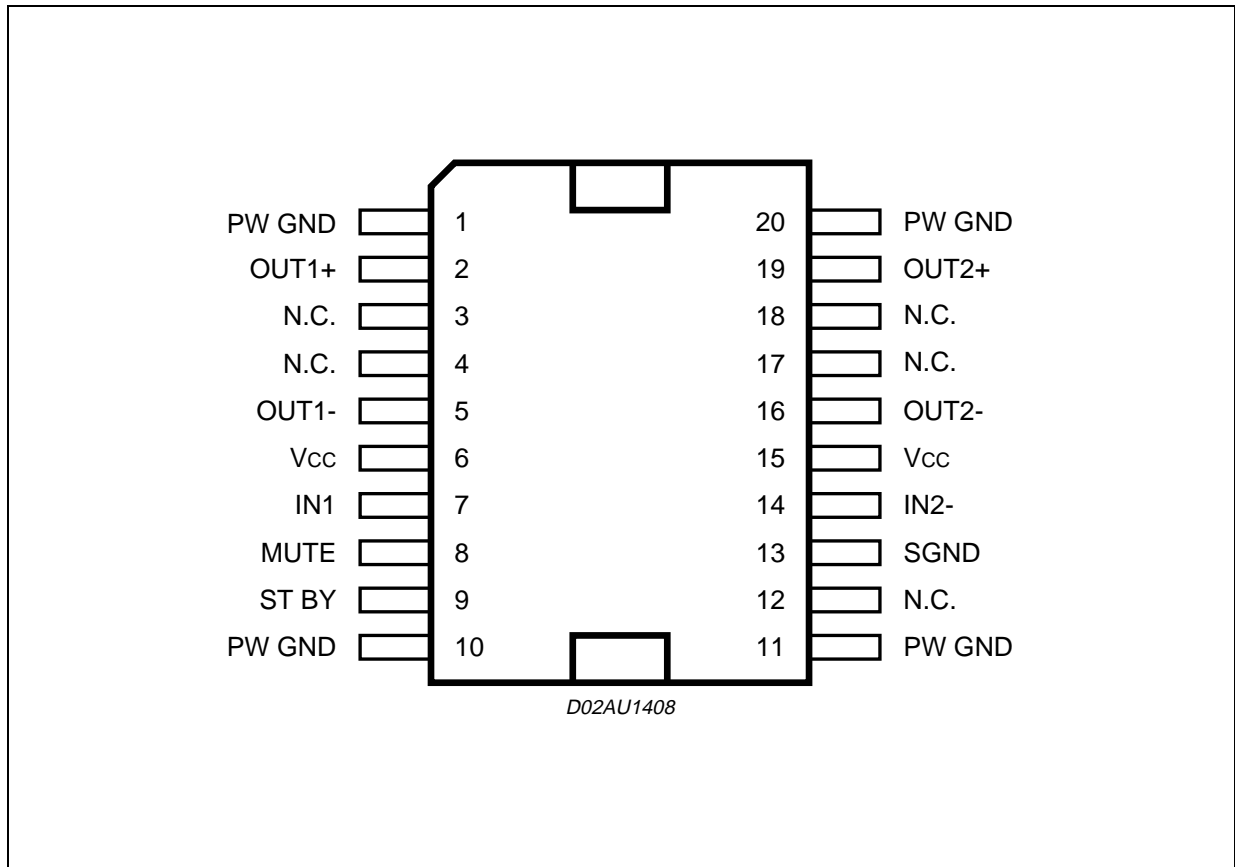 PW GND 1 20 PW GND
OUT1+ 2 19 OUT2+
N.C. 3 18 N.C.
N.C. 4 17 N.C.
OUT1- 5 16 OUT2-
Vcc 6 15 Vcc
IN1 7 14 IN2-
MUTE 8 13 SGND
ST BY 9 12 N.C.
PW GND 10 11 PW GND
D02AU1408